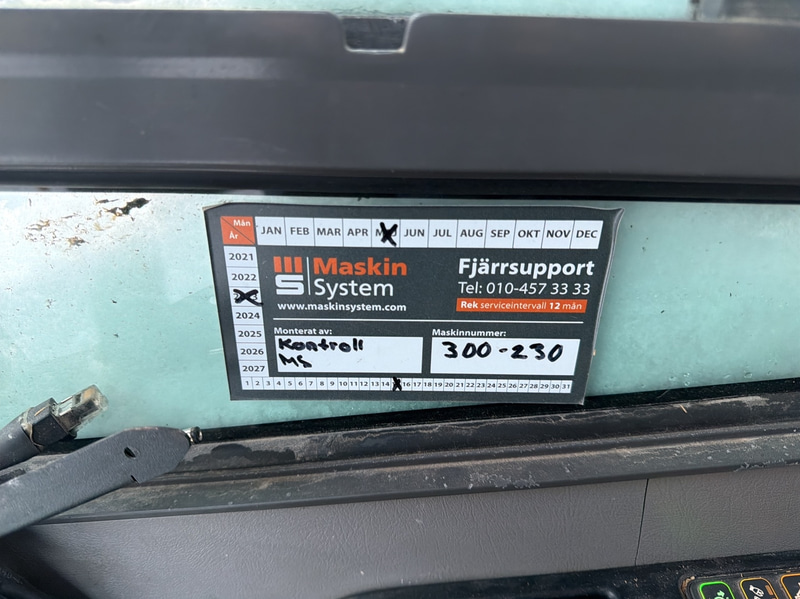 Mån JAN FEB MAR APR MAJ JUN JUL AUG SEP OKT NOV DEC
År
2021
2022
2024
2025
2026
2027
MS Maskin System
www.maskinsystem.com
Fjärrsupport
Tel: 010-457 33 33
Rek serviceintervall 12 mån
Monterat av:
Kontroll
MS
Maskinnummer:
300-230
1 2 3 4 5 6 7 8 9 10 11 12 13 14 16 17 18 19 20 21 22 23 24 25 26 27 28 29 30 31